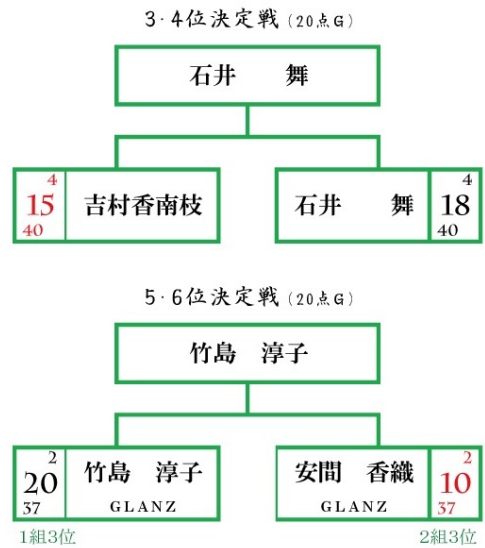 3・4位決定戦（20点G）
石井　舞
4
15
40
吉村香南枝
石井　舞
4
18
40
5・6位決定戦（20点G）
竹島　淳子
2
20
37
竹島　淳子
GLANZ
安間　香織
GLANZ
2
10
37
1組3位
2組3位